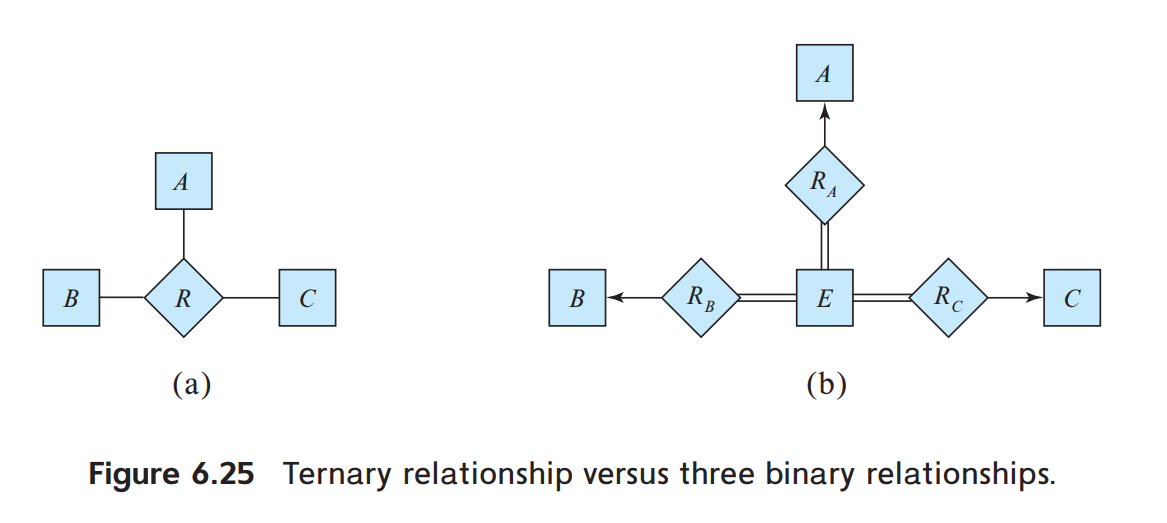 A
A
R_A
B R C
B R_B E R_C C
(a) (b)
Figure 6.25 Ternary relationship versus three binary relationships.